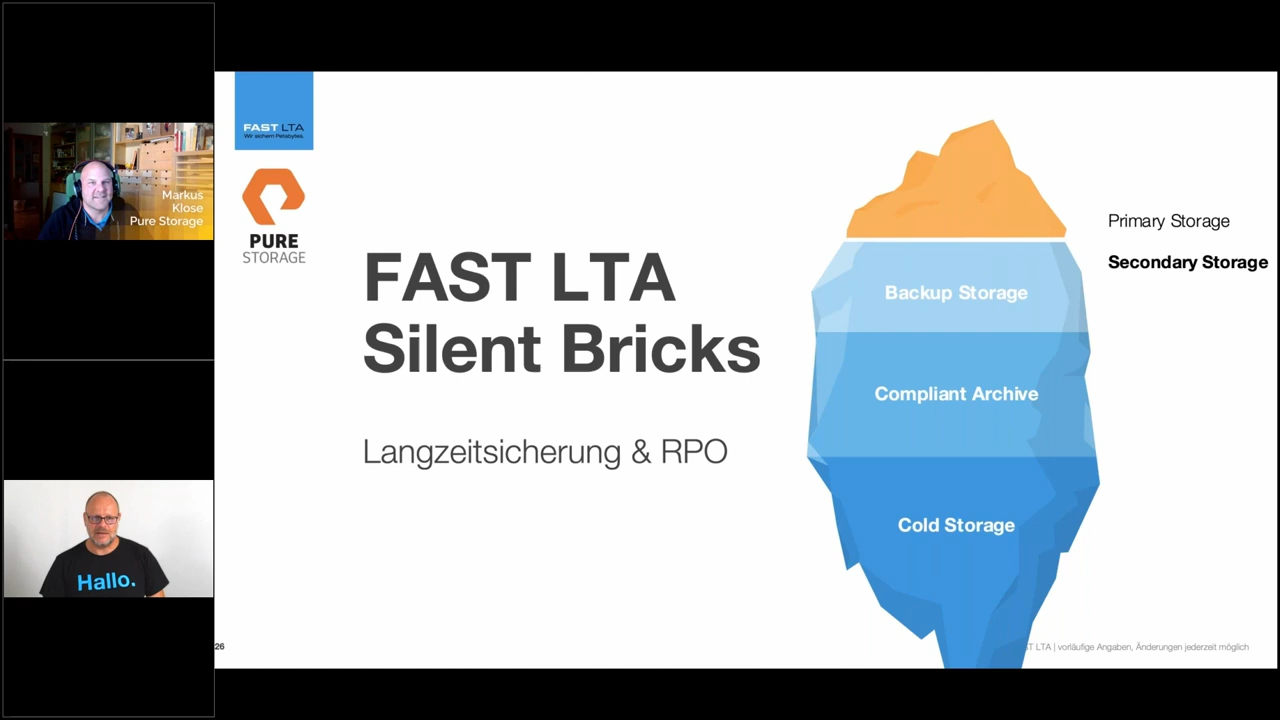 Markus
Klose
Pure Storage
Hallo.
FAST LTA
Wir sichern Petabytes.
PURE
STORAGE
FAST LTA
Silent Bricks
Langzeitsicherung & RPO
Primary Storage
Secondary Storage
Backup Storage
Compliant Archive
Cold Storage
26
LTA | vorläufige Angaben, Änderungen jederzeit möglich